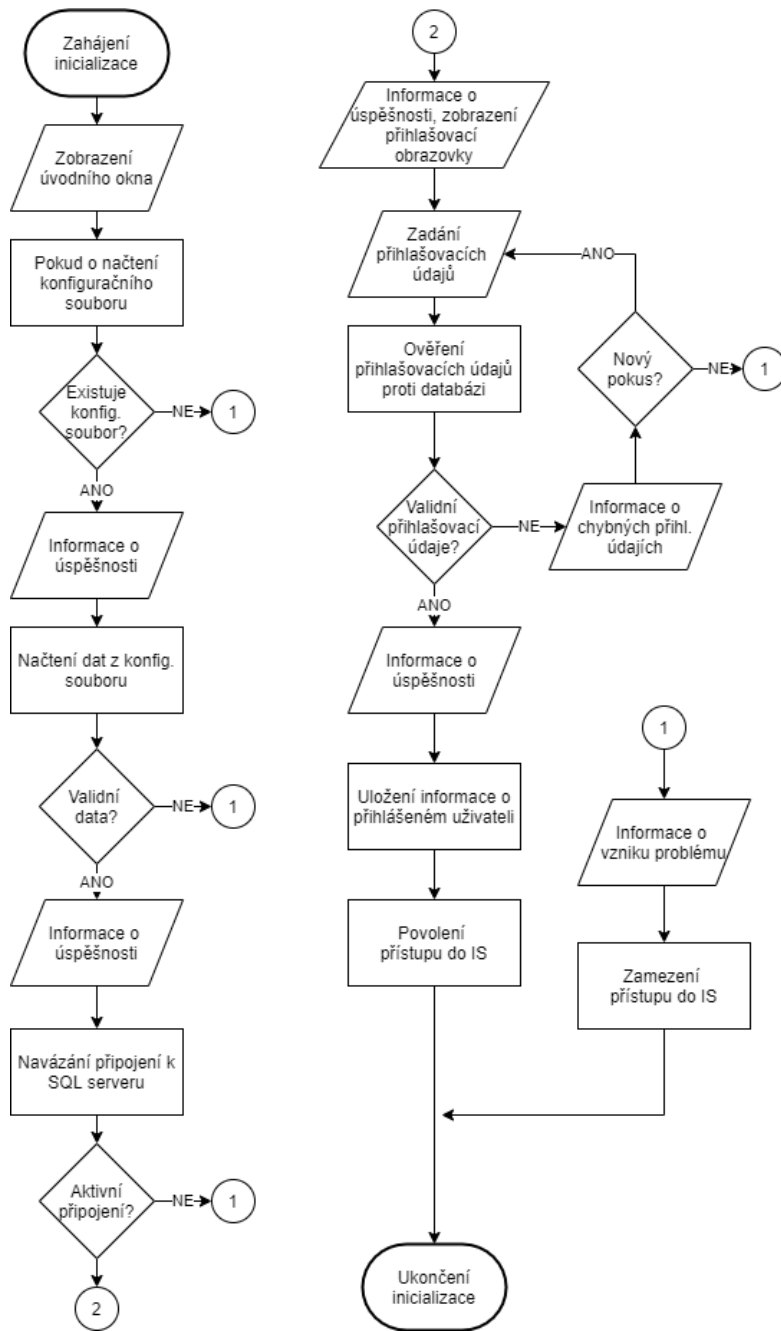 Zahájení
inicializace
Zobrazení
úvodního okna
Pokud o načtení
konfiguračního
souboru
Existuje
konfig.
soubor?
NE
1
ANO
Informace o
úspěšnosti
Načtení dat z konfig.
souboru
Validní
data?
NE
1
ANO
Informace o
úspěšnosti
Navázání připojení k
SQL serveru
Aktivní
připojení?
NE
1
2
2
Informace o
úspěšnosti, zobrazení
přihlašovací
obrazovky
Zadání
přihlašovacích
údajů
ANO
Ověření
přihlašovacích údajů
proti databázi
Nový
pokus?
NE
1
Validní
přihlašovací
údaje?
NE
Informace o
chybných přihl.
údajích
ANO
Informace o
úspěšnosti
Uložení informace o
přihlášeném uživateli
Povolení
přístupu do IS
1
Informace o
vzniku problému
Zamezení
přístupu do IS
Ukončení
inicializace